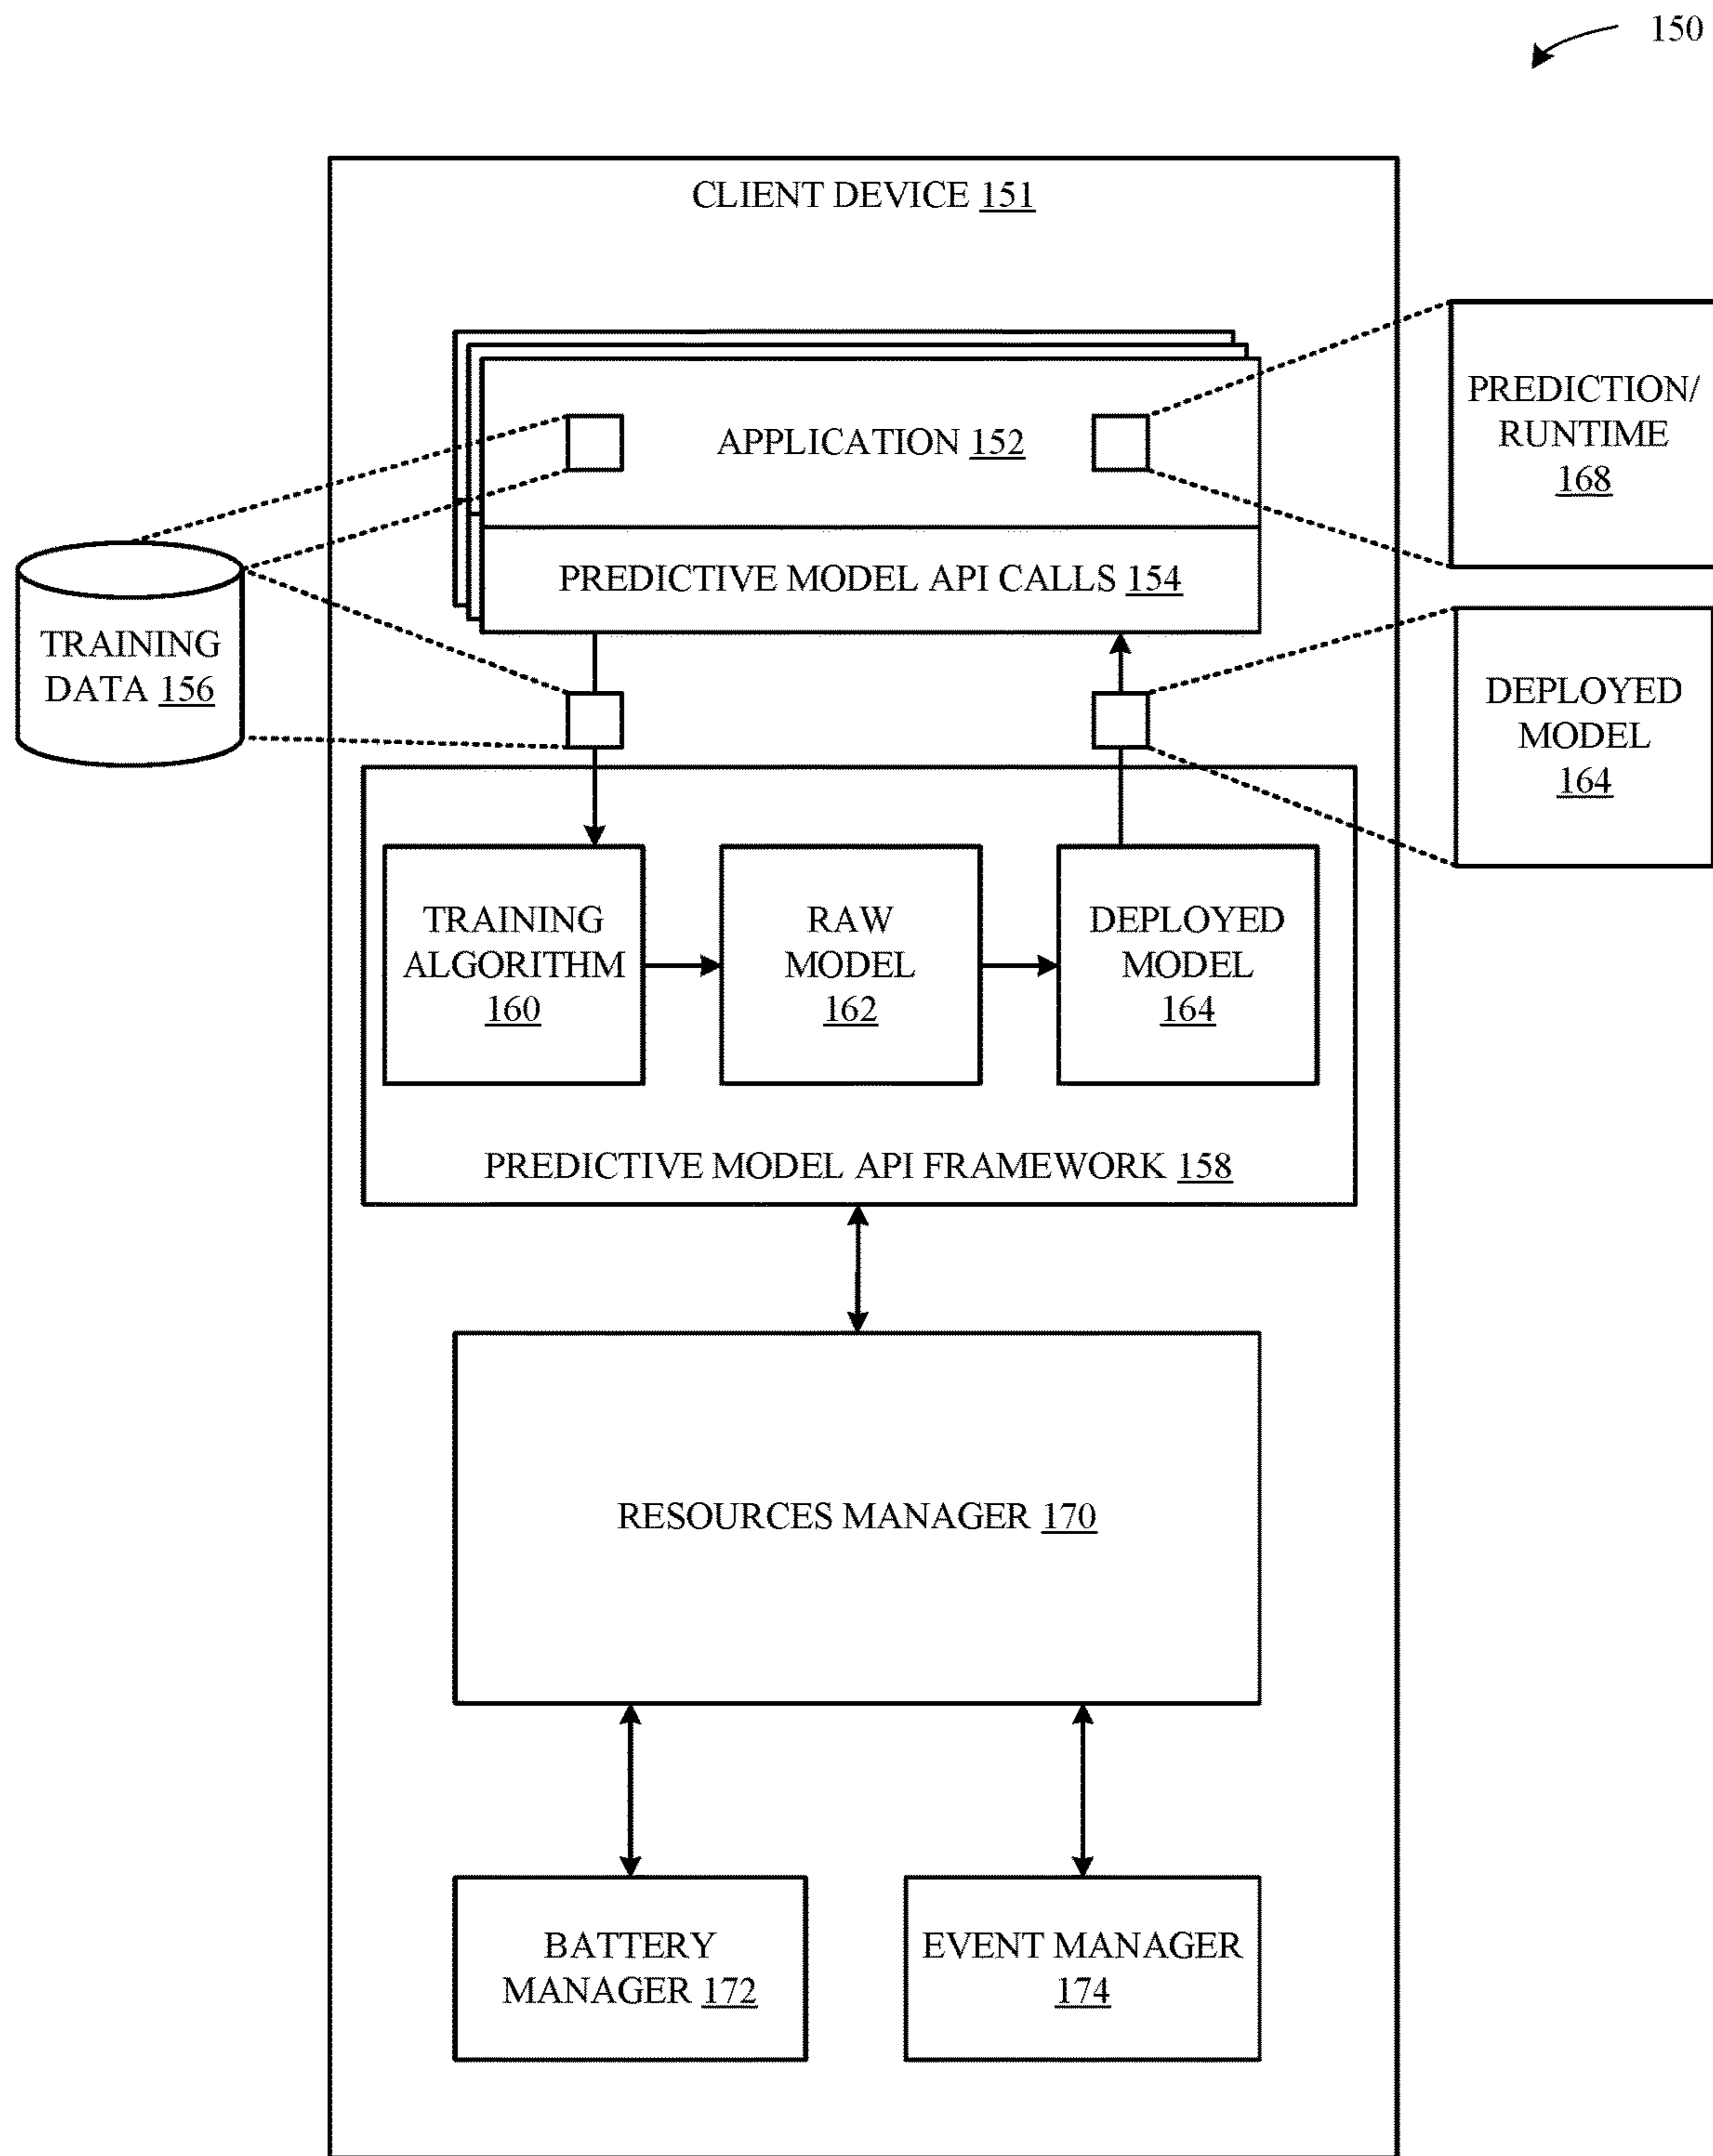 150
CLIENT DEVICE 151
APPLICATION 152
PREDICTION/
RUNTIME
168
PREDICTIVE MODEL API CALLS 154
TRAINING
DATA 156
DEPLOYED
MODEL
164
TRAINING
ALGORITHM
160
RAW
MODEL
162
DEPLOYED
MODEL
164
PREDICTIVE MODEL API FRAMEWORK 158
RESOURCES MANAGER 170
BATTERY
MANAGER 172
EVENT MANAGER
174